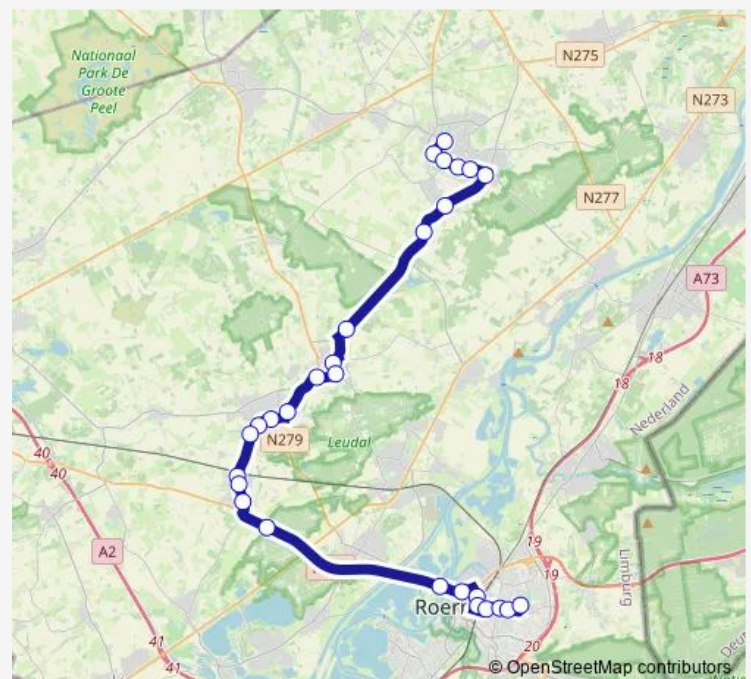 Nationaal
Park De
Groote
Peel
N275
N273
N277
A73
18
18
Nederland
N279
Leudal
40
40
A2
19
19
Limburg
Roerm
20
41
41
Deur
© OpenStreetMap contributors